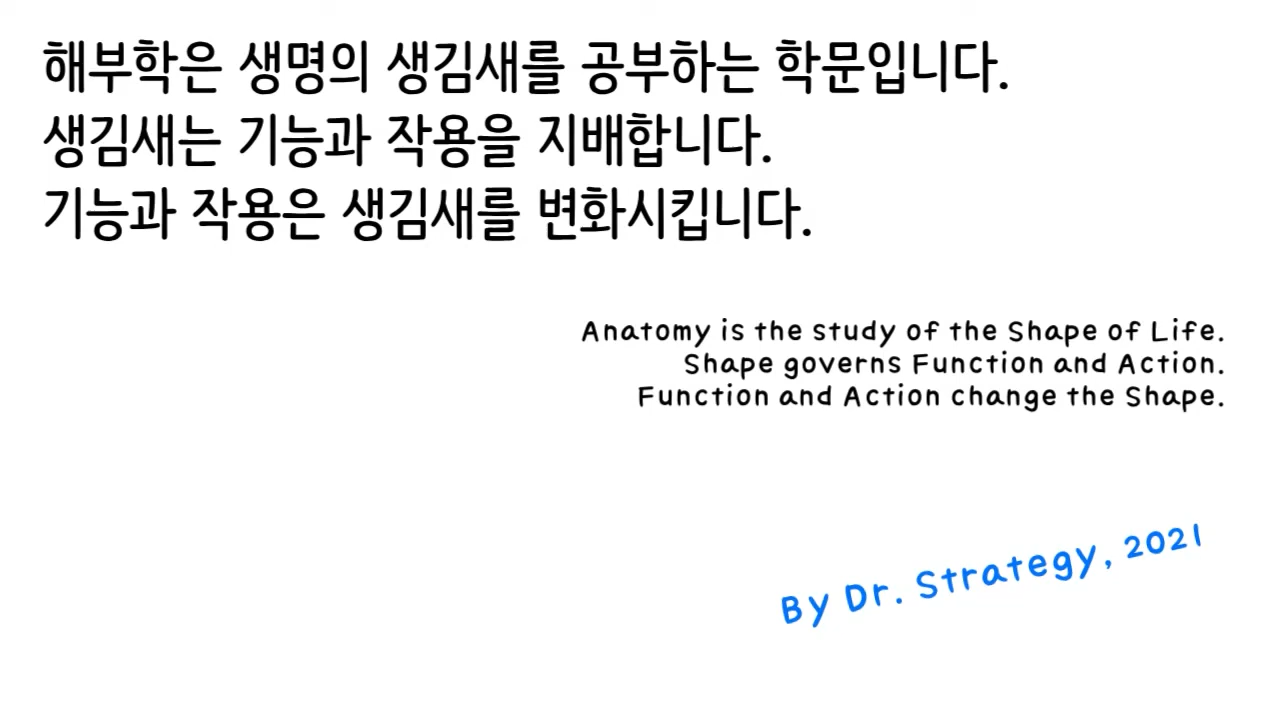 해부학은 생명의 생김새를 공부하는 학문입니다.
생김새는 기능과 작용을 지배합니다.
기능과 작용은 생김새를 변화시킵니다.
Anatomy is the study of the Shape of Life.
Shape governs Function and Action.
Function and Action change the Shape.
By Dr. Strategy, 2021